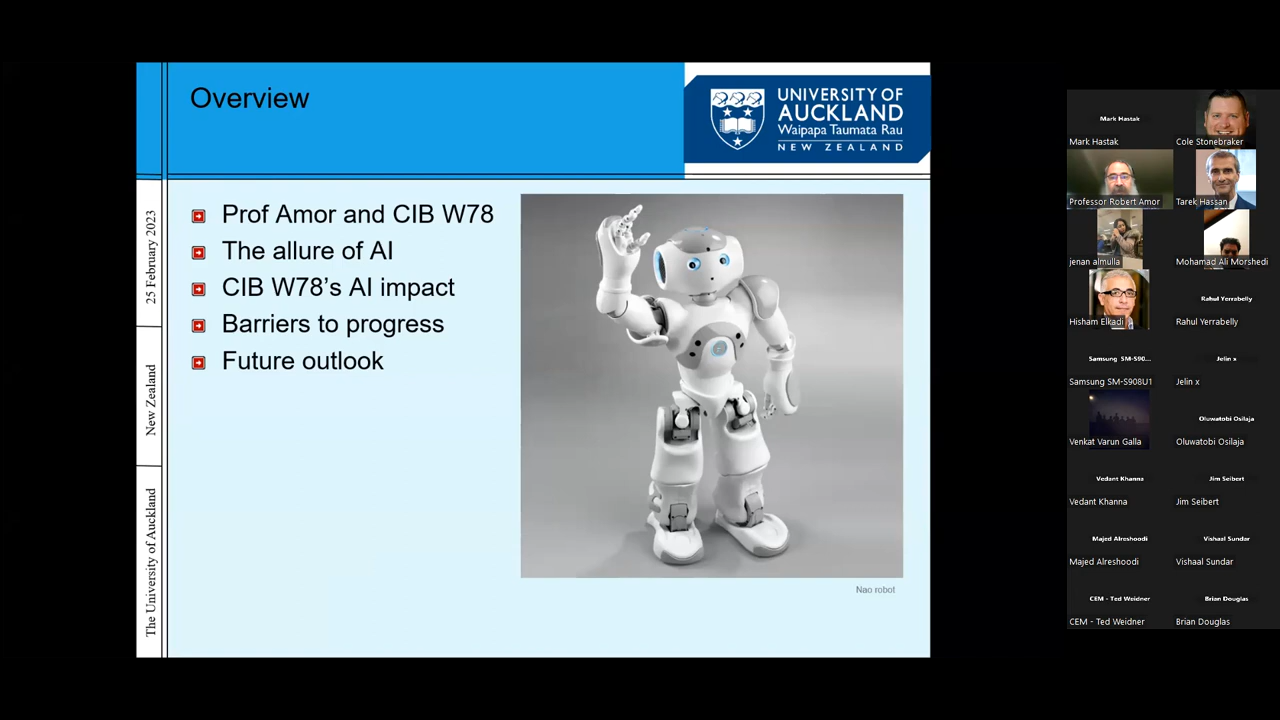 Overview
UNIVERSITY OF
AUCKLAND
Waipapa Taumata Rau
NEW ZEALAND
25 February 2023
New Zealand
The University of Auckland
Prof Amor and CIB W78
The allure of AI
CIB W78’s AI impact
Barriers to progress
Future outlook
Nao robot
Mark Hastak
Mark Hastak
Cole Stonebraker
Professor Robert Amor
Tarek Hassan
jenan almulla
Mohamad Ali Morshedi
Hisham Elkadi
Rahul Yerrabelly
Rahul Yerrabelly
Samsung SM-S90...
Samsung SM-S908U1
Jelin x
Jelin x
Venkat Varun Galla
Oluwatobi Osilaja
Oluwatobi Osilaja
Vedant Khanna
Vedant Khanna
Jim Seibert
Jim Seibert
Majed Alreshoodi
Majed Alreshoodi
Vishaal Sundar
Vishaal Sundar
CEM - Ted Weidner
CEM - Ted Weidner
Brian Douglas
Brian Douglas